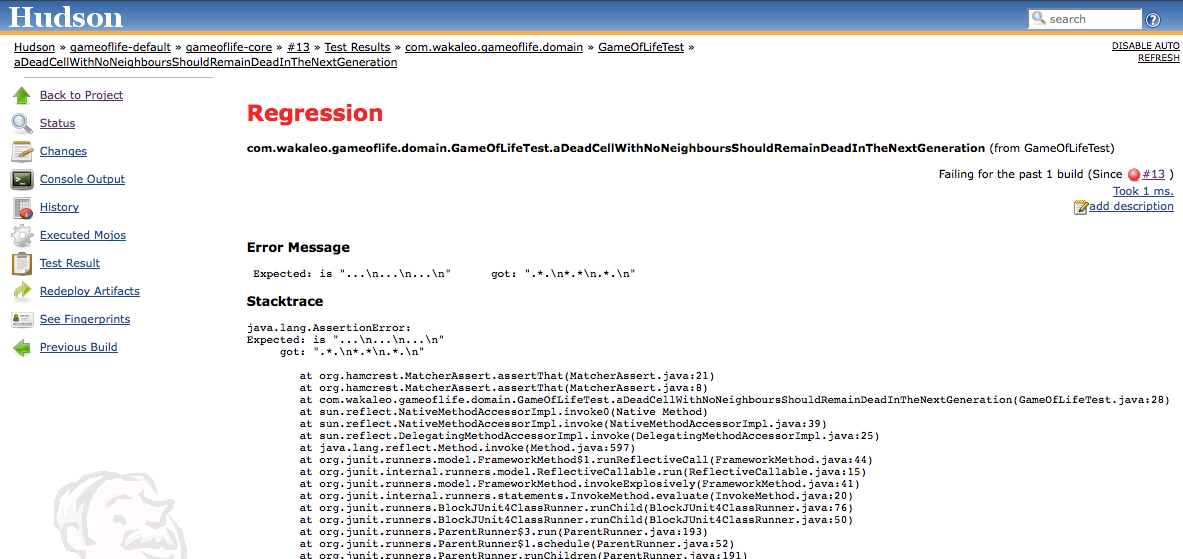 Hudson
search
Hudson » gameoflife-default » gameoflife-core » #13 » Test Results » com.wakaleo.gameoflife.domain » GameOfLifeTest »
aDeadCellWithNoNeighboursShouldRemainDeadInTheNextGeneration
DISABLE AUTO
REFRESH
Back to Project
Status
Changes
Console Output
History
Executed Mojos
Test Result
Redeploy Artifacts
See Fingerprints
Previous Build
Regression
com.wakaleo.gameoflife.domain.GameOfLifeTest.aDeadCellWithNoNeighboursShouldRemainDeadInTheNextGeneration (from GameOfLifeTest)
Failing for the past 1 build (Since #13 )
Took 1 ms.
add description
Error Message
Expected: is "...\n...\n...\n"      got: ".*.\n*.*\n.*.\n"
Stacktrace
java.lang.AssertionError:
Expected: is "...\n...\n...\n"
     got: ".*.\n*.*\n.*.\n"
at org.hamcrest.MatcherAssert.assertThat(MatcherAssert.java:21)
at org.hamcrest.MatcherAssert.assertThat(MatcherAssert.java:8)
at com.wakaleo.gameoflife.domain.GameOfLifeTest.aDeadCellWithNoNeighboursShouldRemainDeadInTheNextGeneration(GameOfLifeTest.java:28)
at sun.reflect.NativeMethodAccessorImpl.invoke0(Native Method)
at sun.reflect.NativeMethodAccessorImpl.invoke(NativeMethodAccessorImpl.java:39)
at sun.reflect.DelegatingMethodAccessorImpl.invoke(DelegatingMethodAccessorImpl.java:25)
at java.lang.reflect.Method.invoke(Method.java:597)
at org.junit.runners.model.FrameworkMethod$1.runReflectiveCall(FrameworkMethod.java:44)
at org.junit.internal.runners.model.ReflectiveCallable.run(ReflectiveCallable.java:15)
at org.junit.runners.model.FrameworkMethod.invokeExplosively(FrameworkMethod.java:41)
at org.junit.internal.runners.statements.InvokeMethod.evaluate(InvokeMethod.java:20)
at org.junit.runners.BlockJUnit4ClassRunner.runChild(BlockJUnit4ClassRunner.java:76)
at org.junit.runners.BlockJUnit4ClassRunner.runChild(BlockJUnit4ClassRunner.java:50)
at org.junit.runners.ParentRunner$3.run(ParentRunner.java:193)
at org.junit.runners.ParentRunner$1.schedule(ParentRunner.java:52)
at org.junit.runners.ParentRunner.runChildren(ParentRunner.java:191)